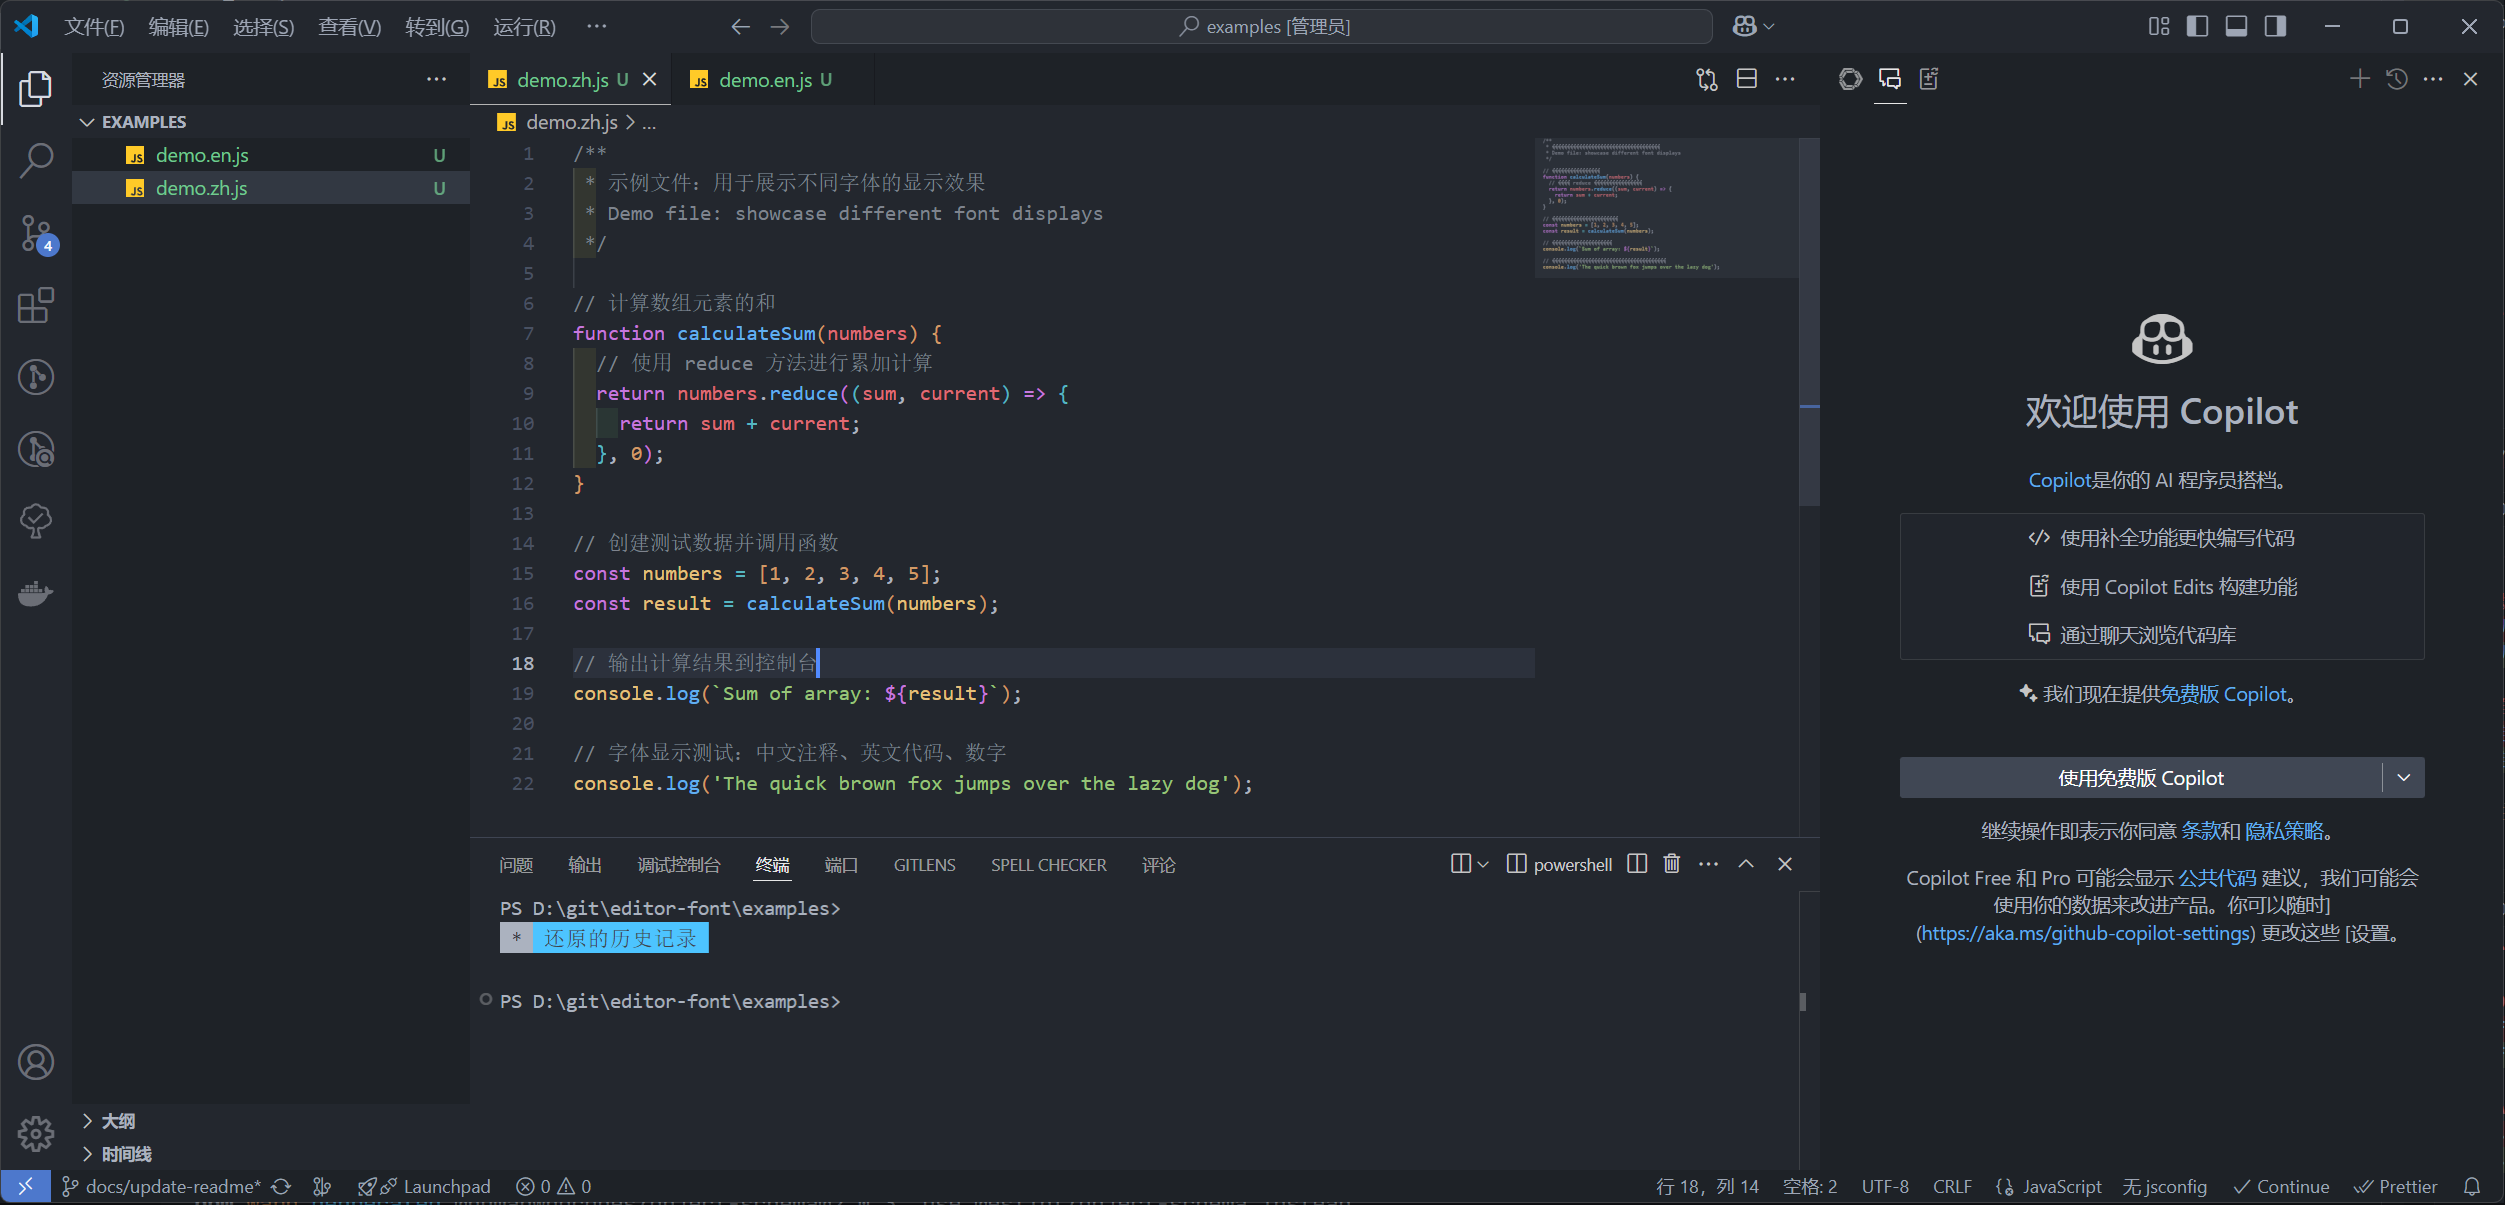 文件(F) 编辑(E) 选择(S) 查看(V) 转到(G) 运行(R) ···
examples [管理员]
资源管理器
EXAMPLES
JS demo.en.js U
JS demo.zh.js U
大纲
时间线
4
JS demo.zh.js U
JS demo.en.js U
JS demo.zh.js > ...
1 /**
2 * 示例文件：用于展示不同字体的显示效果
3 * Demo file: showcase different font displays
4 */
5
6 // 计算数组元素的和
7 function calculateSum(numbers) {
8 // 使用 reduce 方法进行累加计算
9 return numbers.reduce((sum, current) => {
10 return sum + current;
11 }, 0);
12 }
13
14 // 创建测试数据并调用函数
15 const numbers = [1, 2, 3, 4, 5];
16 const result = calculateSum(numbers);
17
18 // 输出计算结果到控制台
19 console.log(`Sum of array: ${result}`);
20
21 // 字体显示测试：中文注释、英文代码、数字
22 console.log('The quick brown fox jumps over the lazy dog');
问题 输出 调试控制台 终端 端口 GITLENS SPELL CHECKER 评论
powershell
PS D:\git\editor-font\examples>
* 还原的历史记录
PS D:\git\editor-font\examples>
欢迎使用 Copilot
Copilot是你的 AI 程序员搭档。
使用补全功能更快编写代码
使用 Copilot Edits 构建功能
通过聊天浏览代码库
我们现在提供免费版 Copilot。
使用免费版 Copilot
继续操作即表示你同意 条款和 隐私策略。
Copilot Free 和 Pro 可能会显示 公共代码 建议，我们可能会
使用你的数据来改进产品。你可以随时]
(https://aka.ms/github-copilot-settings) 更改这些 [设置。
docs/update-readme* Launchpad 0 0
行 18，列 14 空格: 2 UTF-8 CRLF JavaScript 无 jsconfig Continue Prettier